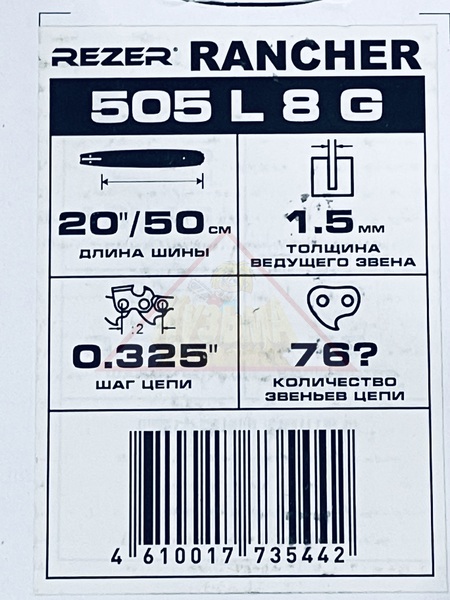 REZER® RANCHER
505 L 8 G
20"/50 см
ДЛИНА ШИНЫ
1.5 мм
ТОЛЩИНА
ВЕДУЩЕГО ЗВЕНА
:2
0.325"
ШАГ ЦЕПИ
76?
КОЛИЧЕСТВО
ЗВЕНЬЕВ ЦЕПИ
4 610017 735442